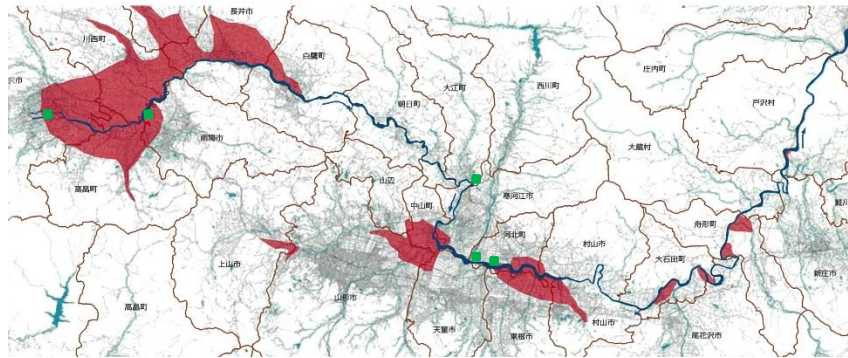 長井市
川西町
白鷹町
沢市
南陽市
高畠町
朝日町
大江町
西川町
庄内町
戸沢村
大蔵村
山辺
中山町
寒河江市
河北町
村山市
舟形町
鮭川
大石田町
新庄市
上山市
山形市
高畠町
天童市
東根市
村山市
尾花沢市